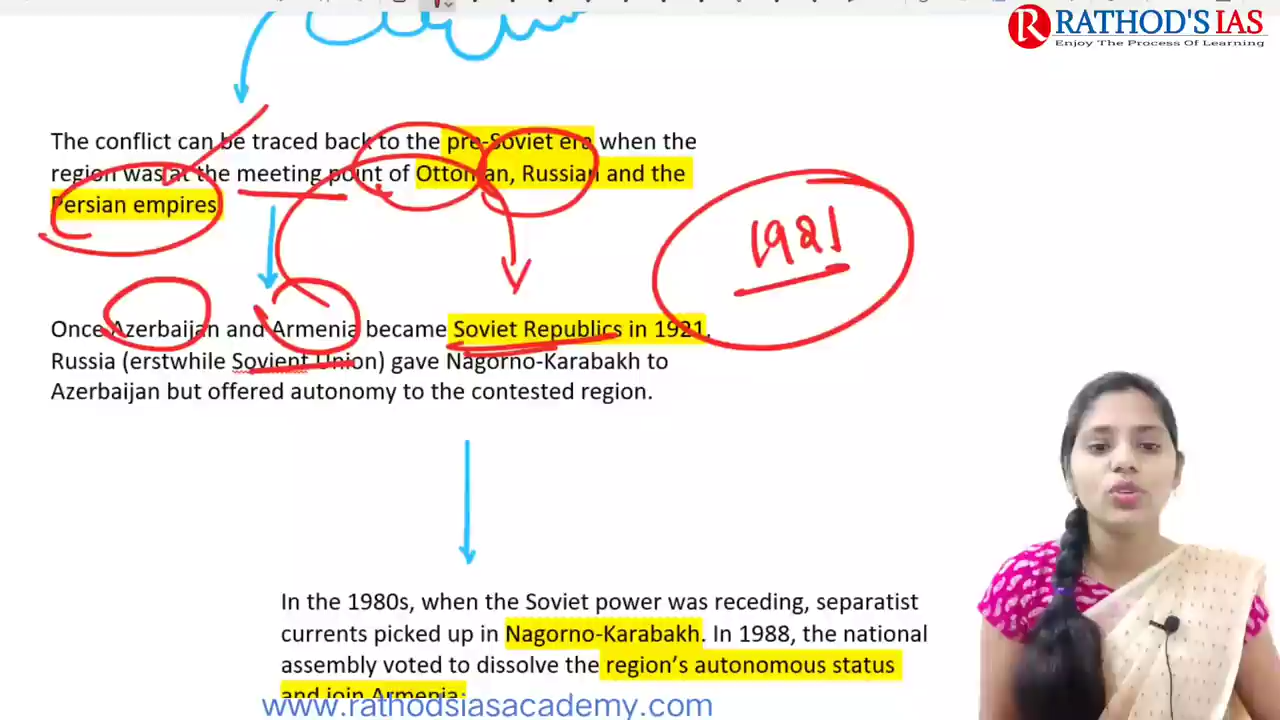 RATHOD'S IAS
Enjoy The Process Of Learning
The conflict can be traced back to the pre-Soviet era when the
region was at the meeting point of Ottoman, Russian and the
Persian empires.
1921
Once Azerbaijan and Armenia became Soviet Republics in 1921,
Russia (erstwhile Sovient Union) gave Nagorno-Karabakh to
Azerbaijan but offered autonomy to the contested region.
In the 1980s, when the Soviet power was receding, separatist
currents picked up in Nagorno-Karabakh. In 1988, the national
assembly voted to dissolve the region's autonomous status
and join Armenia;
www.rathodsiasacademy.com